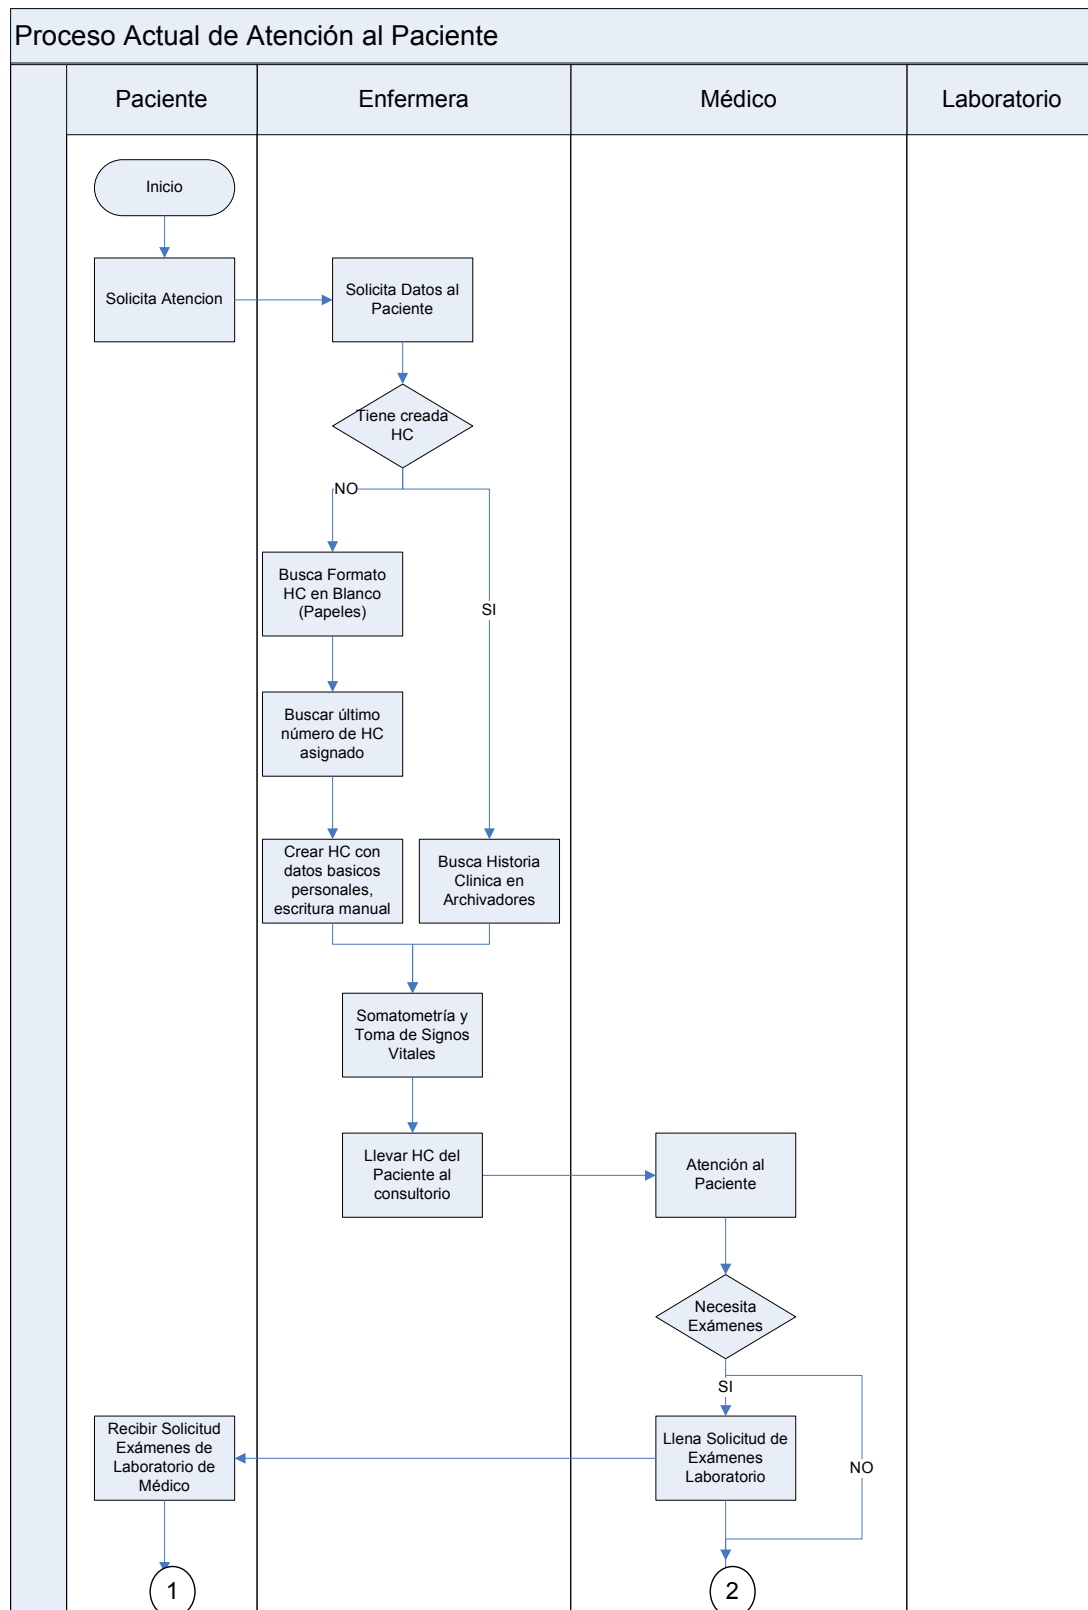 Proceso Actual de Atención al Paciente
Paciente
Enfermera
Médico
Laboratorio
Inicio
Solicita Atencion
Solicita Datos al
Paciente
Tiene creada
HC
NO
SI
Busca Formato
HC en Blanco
(Papeles)
Buscar último
número de HC
asignado
Crear HC con
datos basicos
personales,
escritura manual
Busca Historia
Clinica en
Archivadores
Somatometría y
Toma de Signos
Vitales
Llevar HC del
Paciente al
consultorio
Atención al
Paciente
Necesita
Exámenes
SI
NO
Llena Solicitud de
Exámenes
Laboratorio
Recibir Solicitud
Exámenes de
Laboratorio de
Médico
1
2